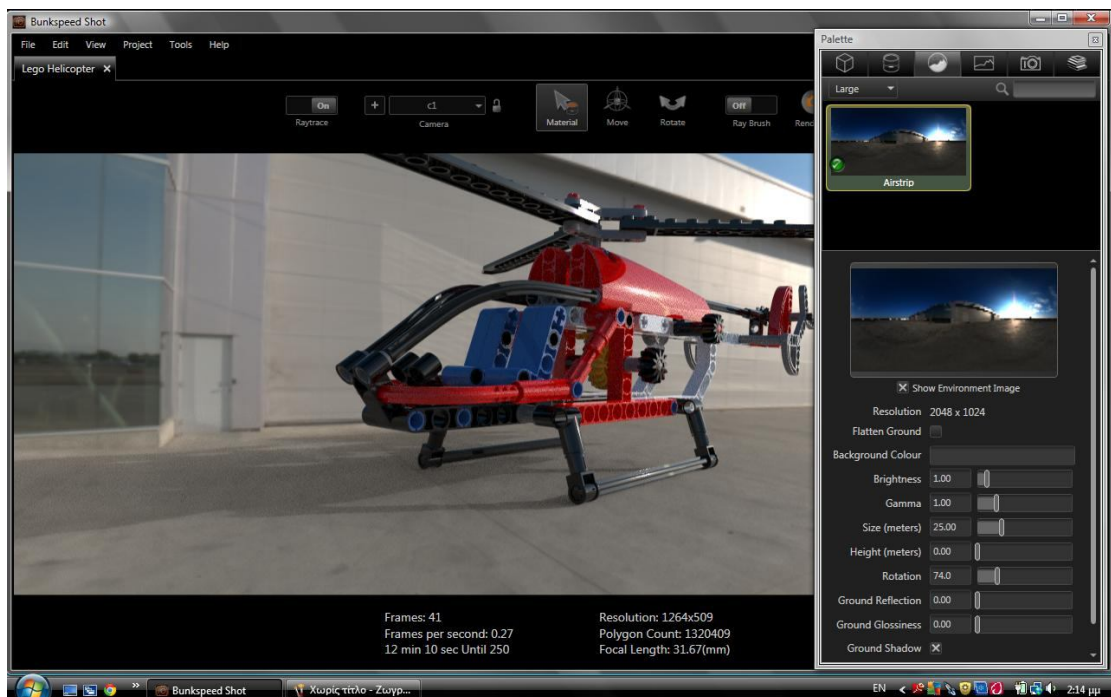 Bunkspeed Shot
File Edit View Project Tools Help
Lego Helicopter
On
Raytrace
c1
Camera
Material
Move
Rotate
Off
Ray Brush
Palette
Large
Airstrip
Show Environment Image
Resolution 2048 x 1024
Flatten Ground
Background Colour
Brightness 1.00
Gamma 1.00
Size (meters) 25.00
Height (meters) 0.00
Rotation 74.0
Ground Reflection 0.00
Ground Glossiness 0.00
Ground Shadow
Frames: 41
Frames per second: 0.27
12 min 10 sec Until 250
Resolution: 1264x509
Polygon Count: 1320409
Focal Length: 31.67(mm)
Bunkspeed Shot
Χωρίς τίτλο - Ζωγρ...
EN
2:14 μμ